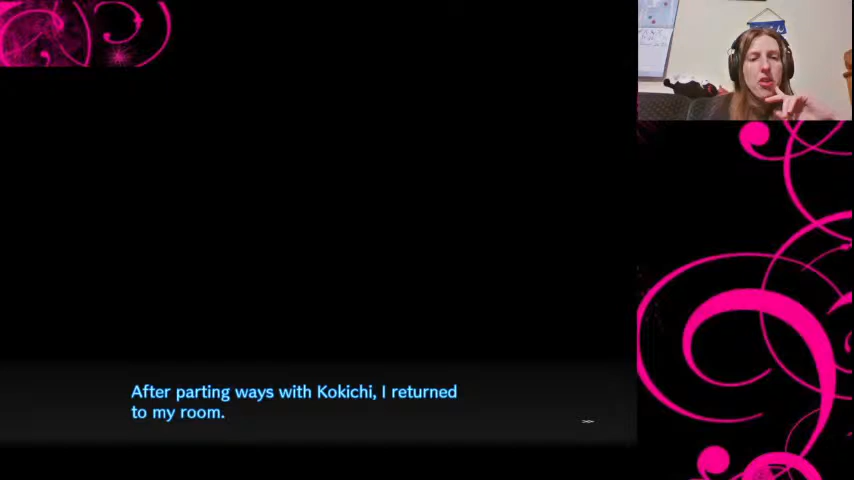 After parting ways with Kokichi, I returned
to my room.